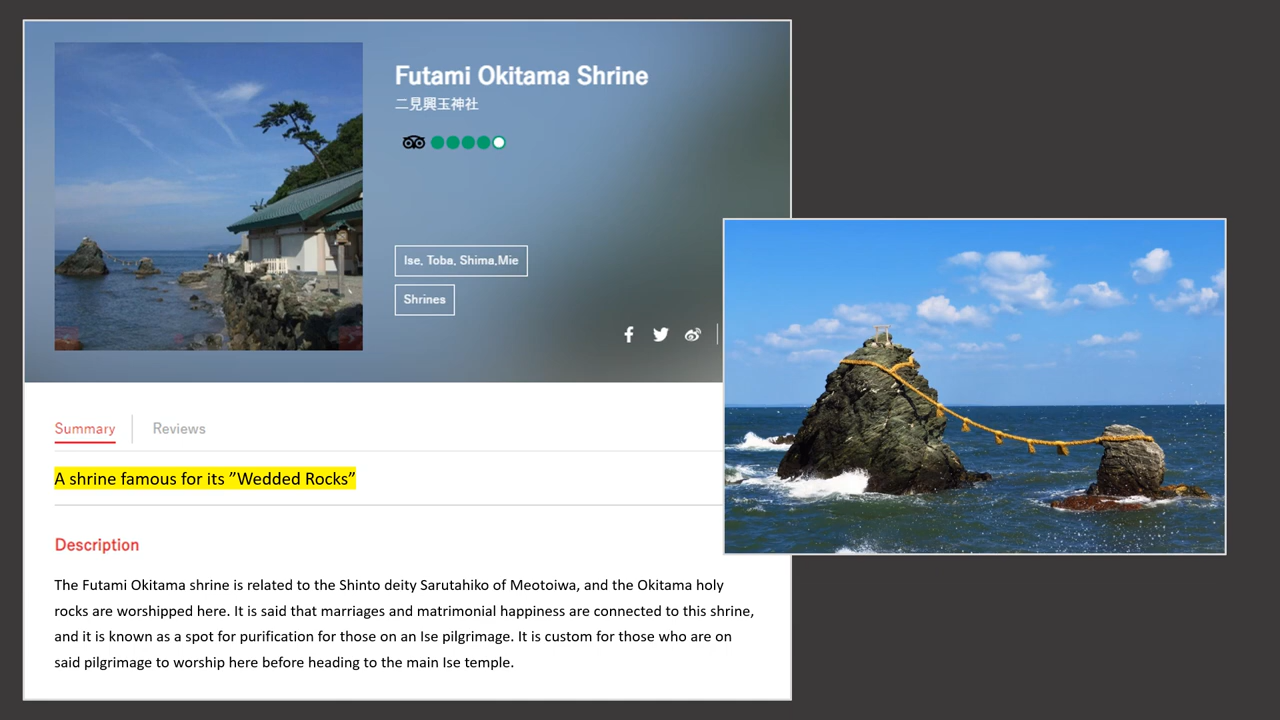 Futami Okitama Shrine
二見興玉神社
Ise, Toba, Shima,Mie
Shrines
Summary
Reviews
A shrine famous for its ”Wedded Rocks”
Description
The Futami Okitama shrine is related to the Shinto deity Sarutahiko of Meotoiwa, and the Okitama holy
rocks are worshipped here. It is said that marriages and matrimonial happiness are connected to this shrine,
and it is known as a spot for purification for those on an Ise pilgrimage. It is custom for those who are on
said pilgrimage to worship here before heading to the main Ise temple.